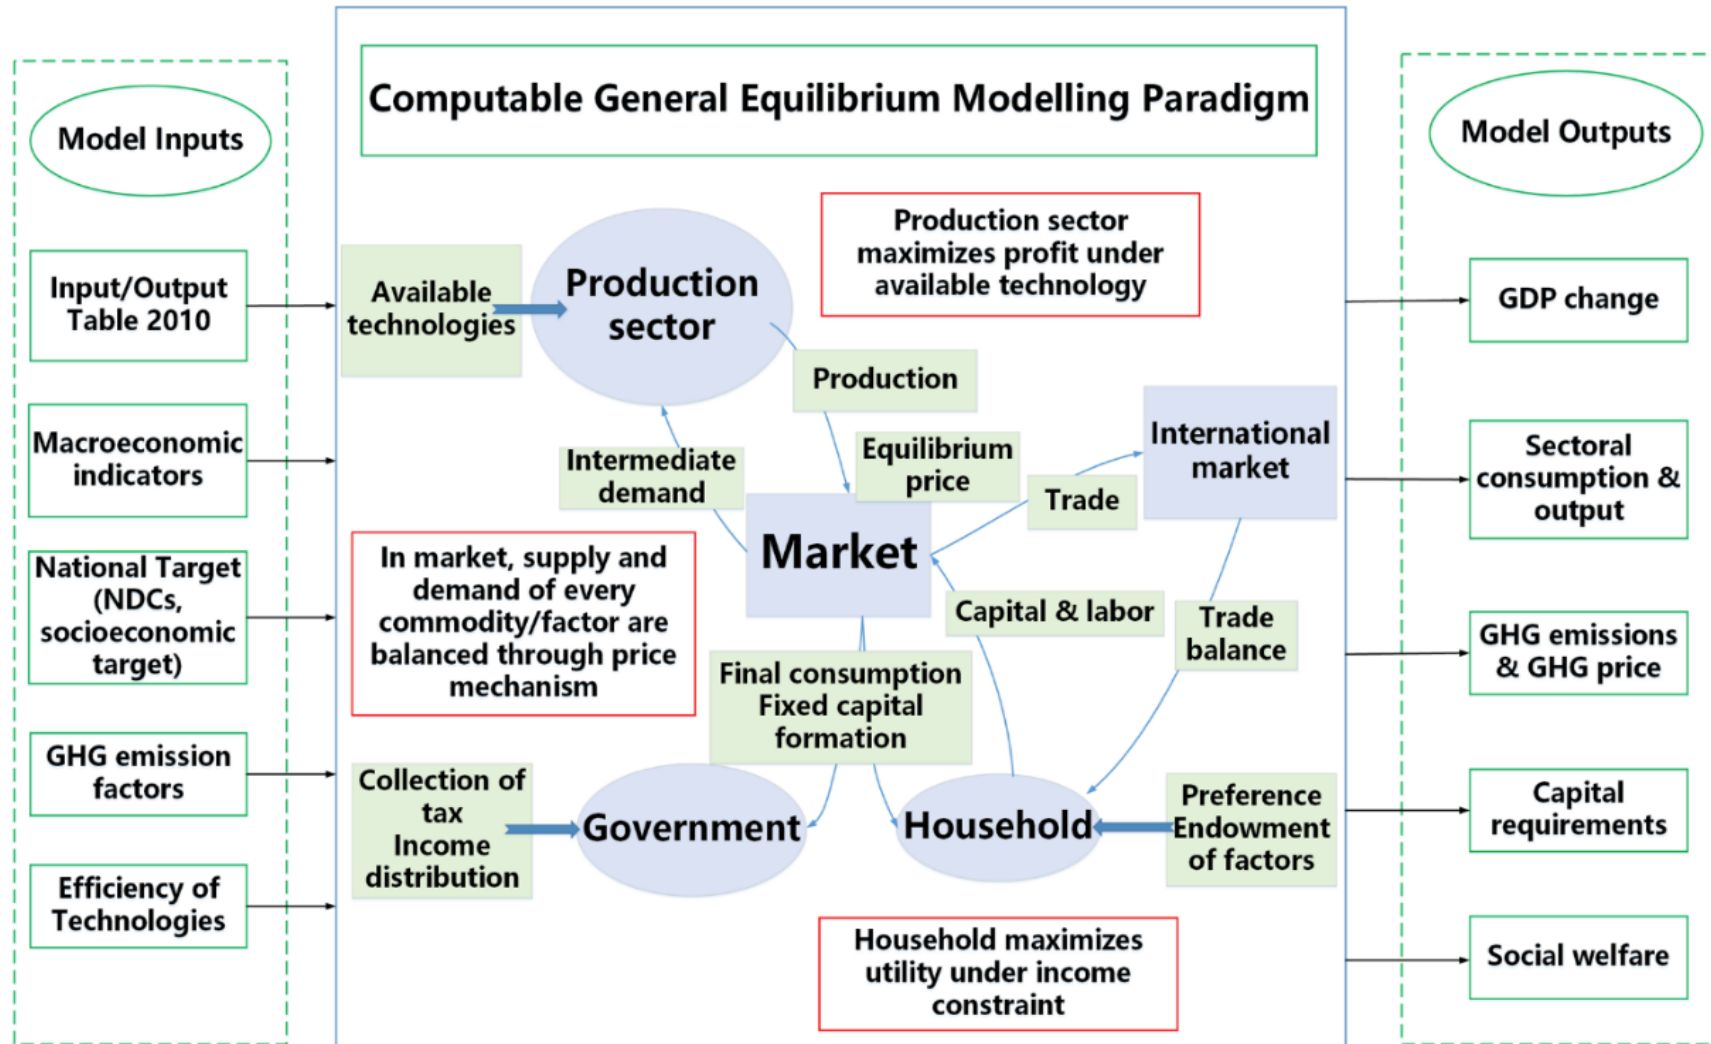 Computable General Equilibrium Modelling Paradigm
Model Inputs
Input/Output
Table 2010
Macroeconomic
indicators
National Target
(NDCs,
socioeconomic
target)
GHG emission
factors
Efficiency of
Technologies
Available
technologies
Production
sector
Production sector
maximizes profit under
available technology
Production
Intermediate
demand
Equilibrium
price
Trade
International
market
Market
In market, supply and
demand of every
commodity/factor are
balanced through price
mechanism
Capital & labor
Trade
balance
Final consumption
Fixed capital
formation
Collection of
tax
Income
distribution
Government
Household
Preference
Endowment
of factors
Household maximizes
utility under income
constraint
Model Outputs
GDP change
Sectoral
consumption &
output
GHG emissions
& GHG price
Capital
requirements
Social welfare